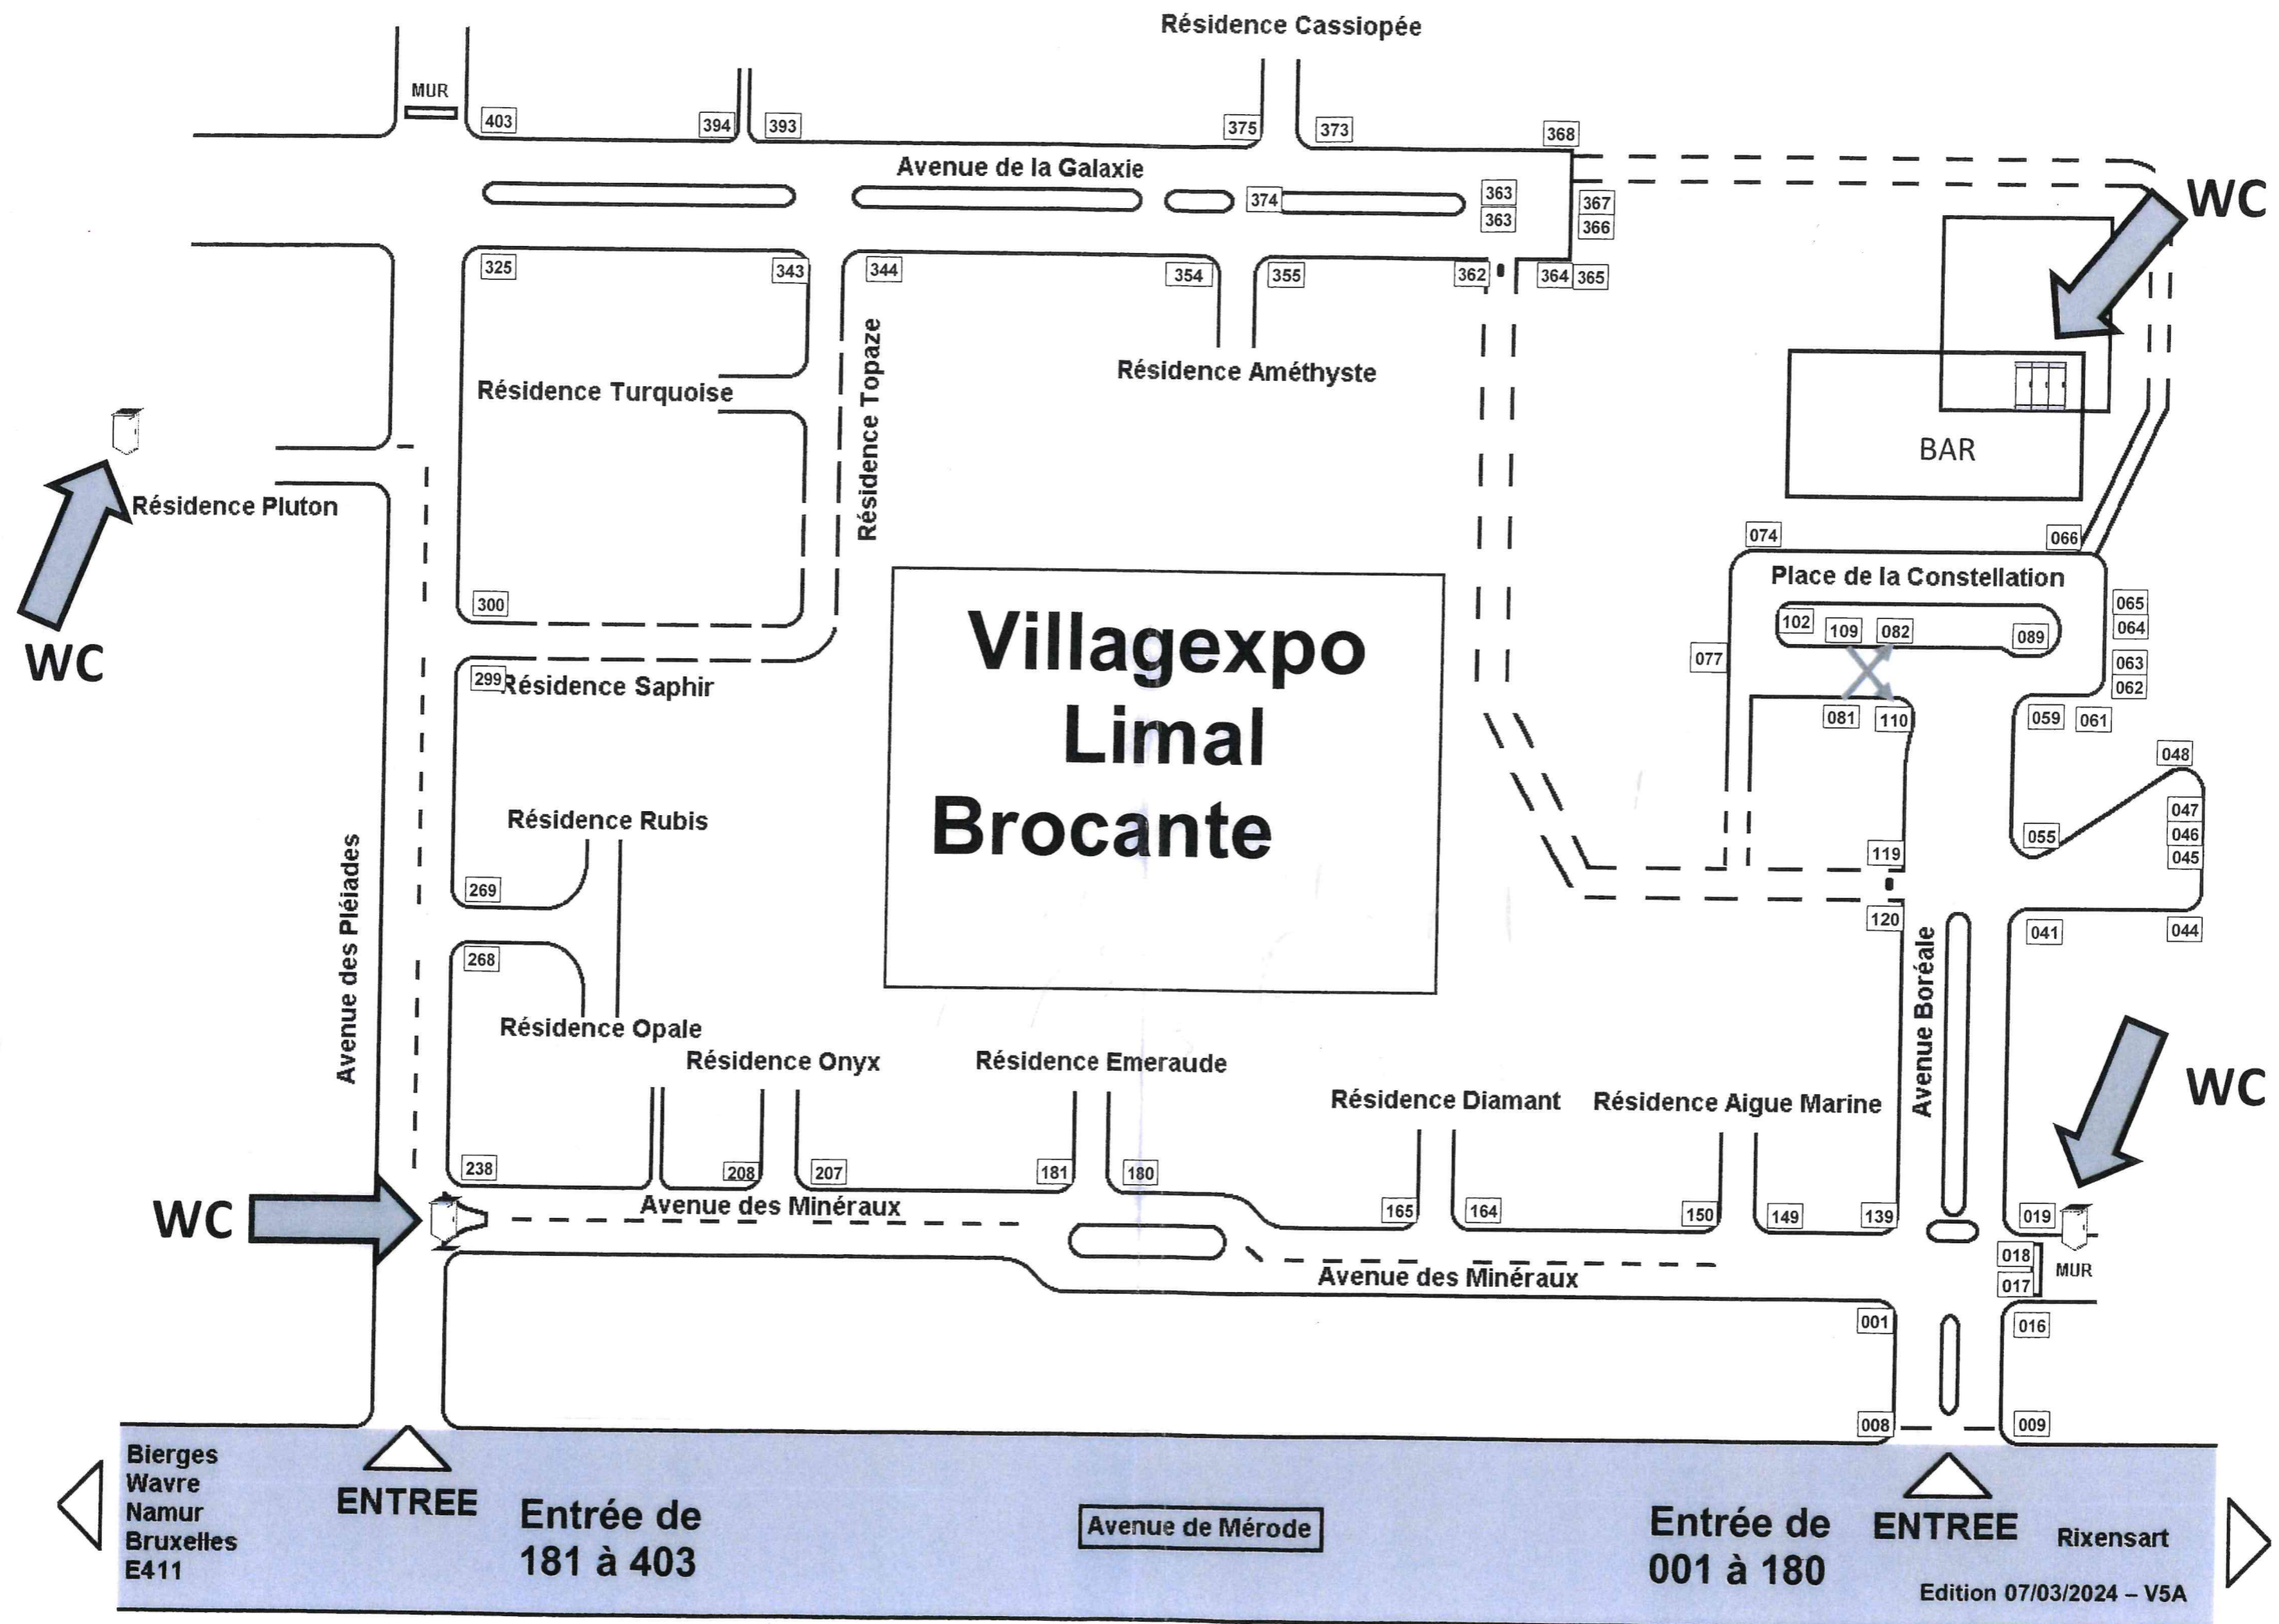 Résidence Cassiopée
MUR
403
394
393
375
373
368
Avenue de la Galaxie
374
363
363
367
366
WC
325
343
344
354
355
362
364
365
Résidence Topaze
Résidence Turquoise
Résidence Améthyste
BAR
Résidence Pluton
WC
074
066
Place de la Constellation
300
102
109
082
089
065
064
077
063
062
299
Résidence Saphir
081
110
059
061
Villagexpo
Limal
Brocante
048
047
046
045
055
Résidence Rubis
119
269
120
041
044
268
Avenue des Pléiades
Avenue Boréale
Résidence Opale
Résidence Onyx
Résidence Emeraude
Résidence Diamant
Résidence Aigue Marine
WC
238
208
207
181
180
165
164
150
149
139
019
WC
Avenue des Minéraux
018
017
MUR
Avenue des Minéraux
001
016
008
009
Bierges
Wavre
Namur
Bruxelles
E411
ENTREE
Entrée de
181 à 403
Avenue de Mérode
Entrée de
001 à 180
ENTREE
Rixensart
Edition 07/03/2024 – V5A